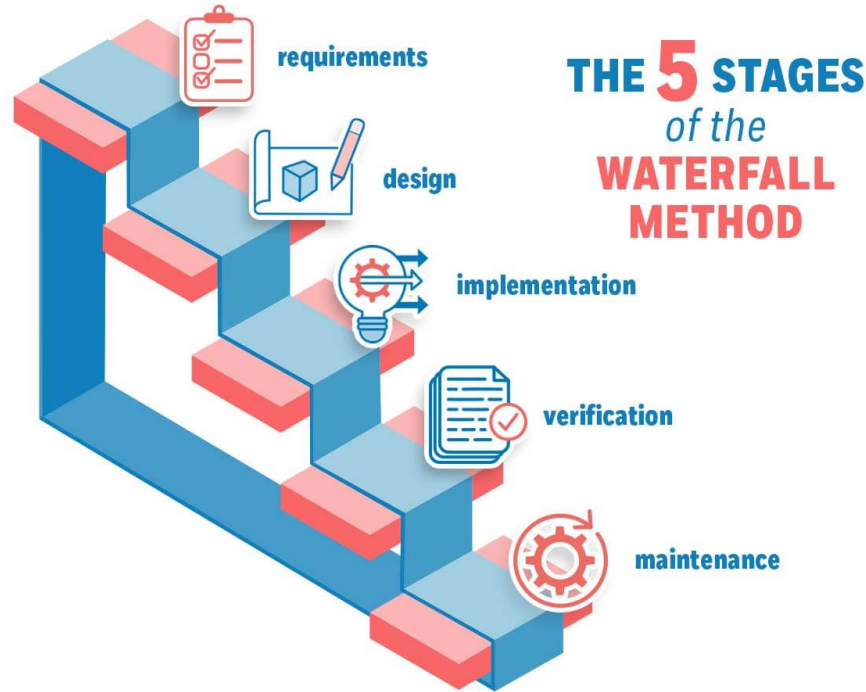 THE 5 STAGES
of the
WATERFALL
METHOD
requirements
design
implementation
verification
maintenance